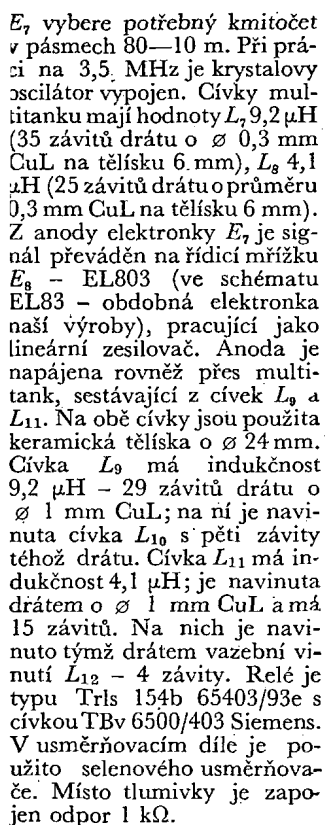 E₇ vybere potřebný kmitočet
v pásmech 80—10 m. Při prá-
ci na 3,5 MHz je krystalovy
oscilátor vypojen. Cívky mul-
titanku mají hodnoty L₇ 9,2 μH
(35 závitů drátu o ⌀ 0,3 mm
CuL na tělísku 6 mm), L₈ 4,1
μH (25 závitů drátu o průměru
0,3 mm CuL na tělísku 6 mm).
Z anody elektronky E₇ je sig-
nál převáděn na řídicí mřížku
E₈ – EL803 (ve schématu
EL83 – obdobná elektronka
naší výroby), pracující jako
lineární zesilovač. Anoda je
napájena rovněž přes multi-
tank, sestávající z cívek L₉ a
L₁₁. Na obě cívky jsou použita
keramická tělíska o ⌀ 24 mm.
Cívka L₉ má indukčnost
9,2 μH – 29 závitů drátu o
⌀ 1 mm CuL; na ní je navi-
nuta cívka L₁₀ s pěti závity
téhož drátu. Cívka L₁₁ má in-
dukčnost 4,1 μH; je navinuta
drátem o ⌀ 1 mm CuL a má
15 závitů. Na nich je navi-
nuto týmž drátem vazební vi-
nutí L₁₂ – 4 závity. Relé je
typu Trls 154b 65403/93e s
cívkou TBv 6500/403 Siemens.
V usměrňovacím díle je po-
užito selenového usměrňova-
če. Místo tlumivky je zapo-
jen odpor 1 kΩ.